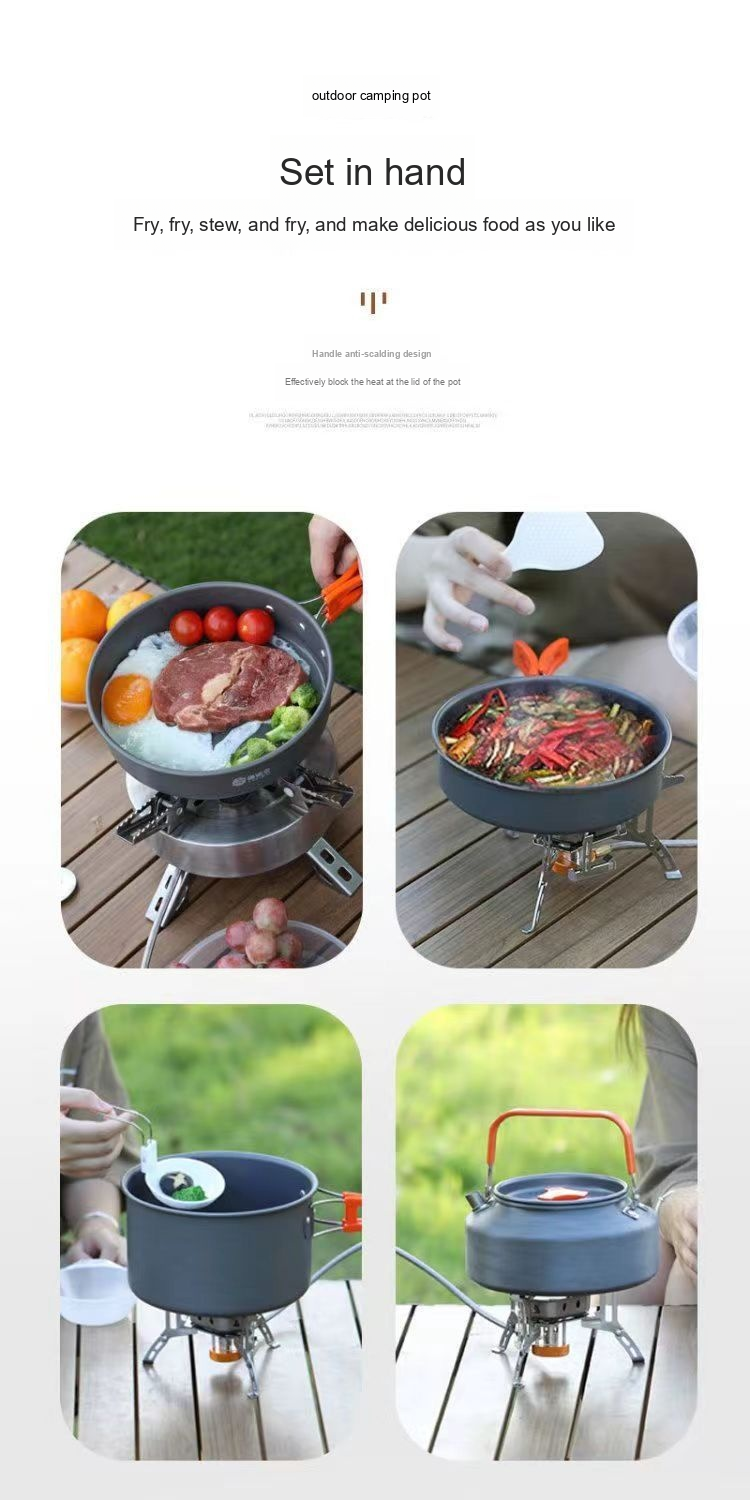 outdoor camping pot
Set in hand
Fry, fry, stew, and fry, and make delicious food as you like
Handle anti-scalding design
Effectively block the heat at the lid of the pot